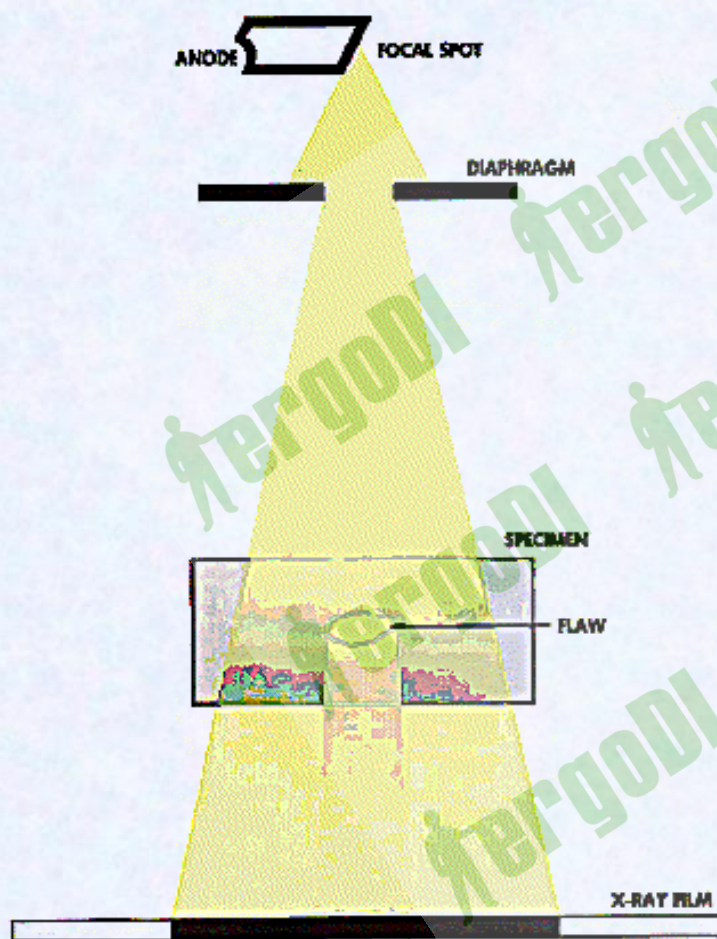 ANODE
FOCAL SPOT
DIAPHRAGM
ergoDI
ergoDI
SPECIMEN
ergoDI
FLAW
ergoDI
X-RAY FILM